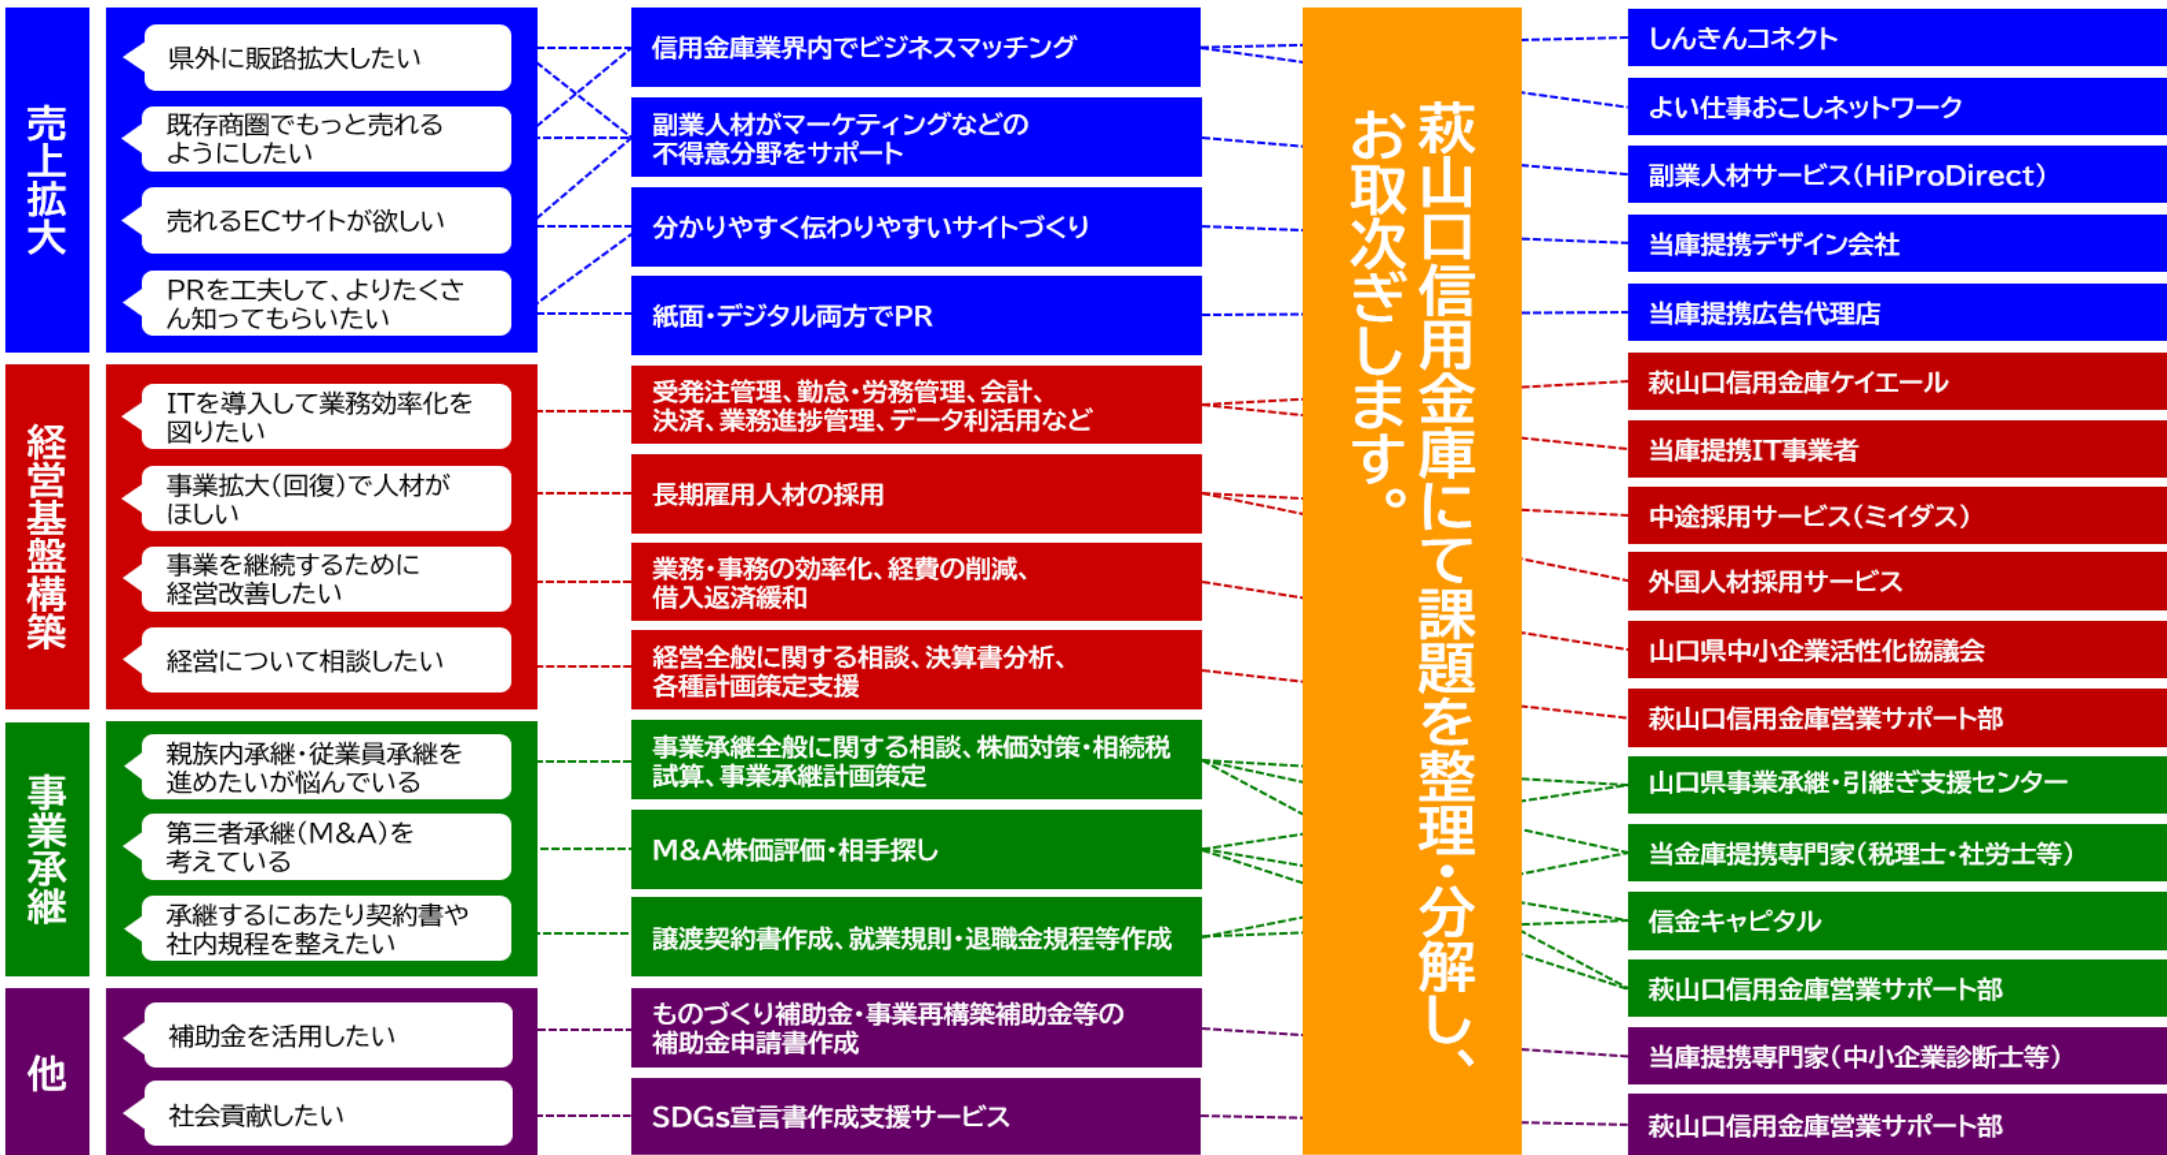 売上拡大
県外に販路拡大したい
既存商圏でもっと売れる
ようにしたい
売れるECサイトが欲しい
PRを工夫して、よりたくさ
ん知ってもらいたい
信用金庫業界内でビジネスマッチング
副業人材がマーケティングなどの
不得意分野をサポート
分かりやすく伝わりやすいサイトづくり
紙面・デジタル両方でPR
経営基盤構築
ITを導入して業務効率化を
図りたい
事業拡大(回復)で人材が
ほしい
事業を継続するために
経営改善したい
経営について相談したい
受発注管理、勤怠・労務管理、会計、
決済、業務進捗管理、データ利活用など
長期雇用人材の採用
業務・事務の効率化、経費の削減、
借入返済緩和
経営全般に関する相談、決算書分析、
各種計画策定支援
事業承継
親族内承継・従業員承継を
進めたいが悩んでいる
第三者承継(M&A)を
考えている
承継するにあたり契約書や
社内規程を整えたい
事業承継全般に関する相談、株価対策・相続税
試算、事業承継計画策定
M&A株価評価・相手探し
譲渡契約書作成、就業規則・退職金規程等作成
他
補助金を活用したい
社会貢献したい
ものづくり補助金・事業再構築補助金等の
補助金申請書作成
SDGs宣言書作成支援サービス
萩山口信用金庫にて課題を整理・分解し、
お取次ぎします。
しんきんコネクト
よい仕事おこしネットワーク
副業人材サービス(HiProDirect)
当庫提携デザイン会社
当庫提携広告代理店
萩山口信用金庫ケイエール
当庫提携IT事業者
中途採用サービス(ミイダス)
外国人材採用サービス
山口県中小企業活性化協議会
萩山口信用金庫営業サポート部
山口県事業承継・引継ぎ支援センター
当金庫提携専門家(税理士・社労士等)
信金キャピタル
萩山口信用金庫営業サポート部
当庫提携専門家(中小企業診断士等)
萩山口信用金庫営業サポート部